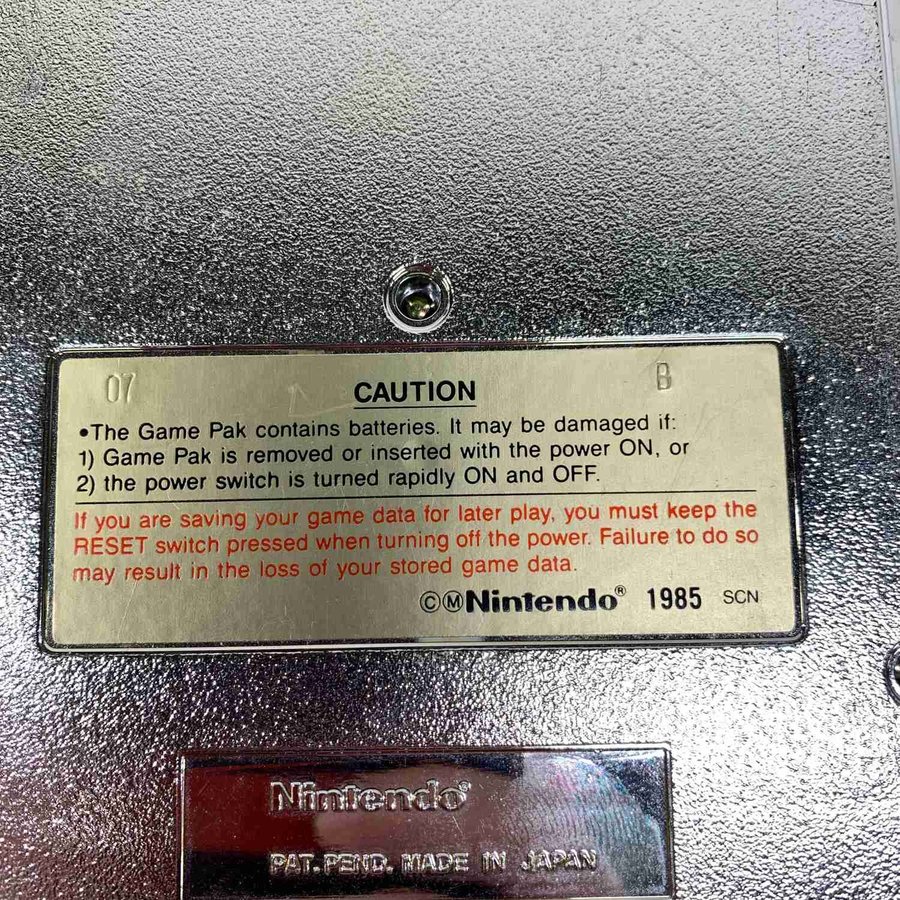 07 B
CAUTION
•The Game Pak contains batteries. It may be damaged if:
1) Game Pak is removed or inserted with the power ON, or
2) the power switch is turned rapidly ON and OFF.
If you are saving your game data for later play, you must keep the
RESET switch pressed when turning off the power. Failure to do so
may result in the loss of your stored game data.
©ⓂNintendo® 1985 SCN
Nintendo®
PAT. PEND. MADE IN JAPAN